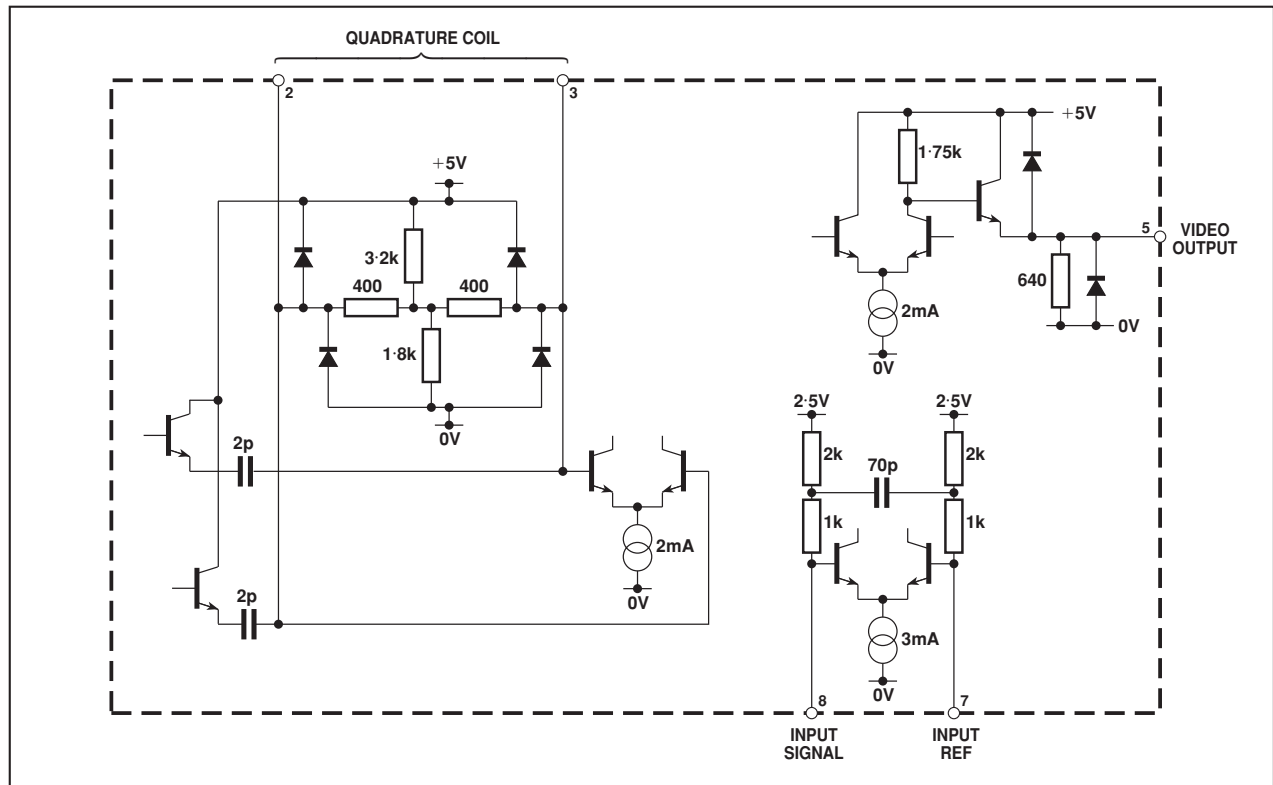 QUADRATURE COIL
2
3
+5V
3·2k
400
400
1·8k
0V
2p
2p
2mA
0V
+5V
1·75k
5
VIDEO
OUTPUT
640
0V
2mA
0V
2·5V
2·5V
2k
70p
2k
1k
1k
3mA
0V
8
7
INPUT
SIGNAL
INPUT
REF